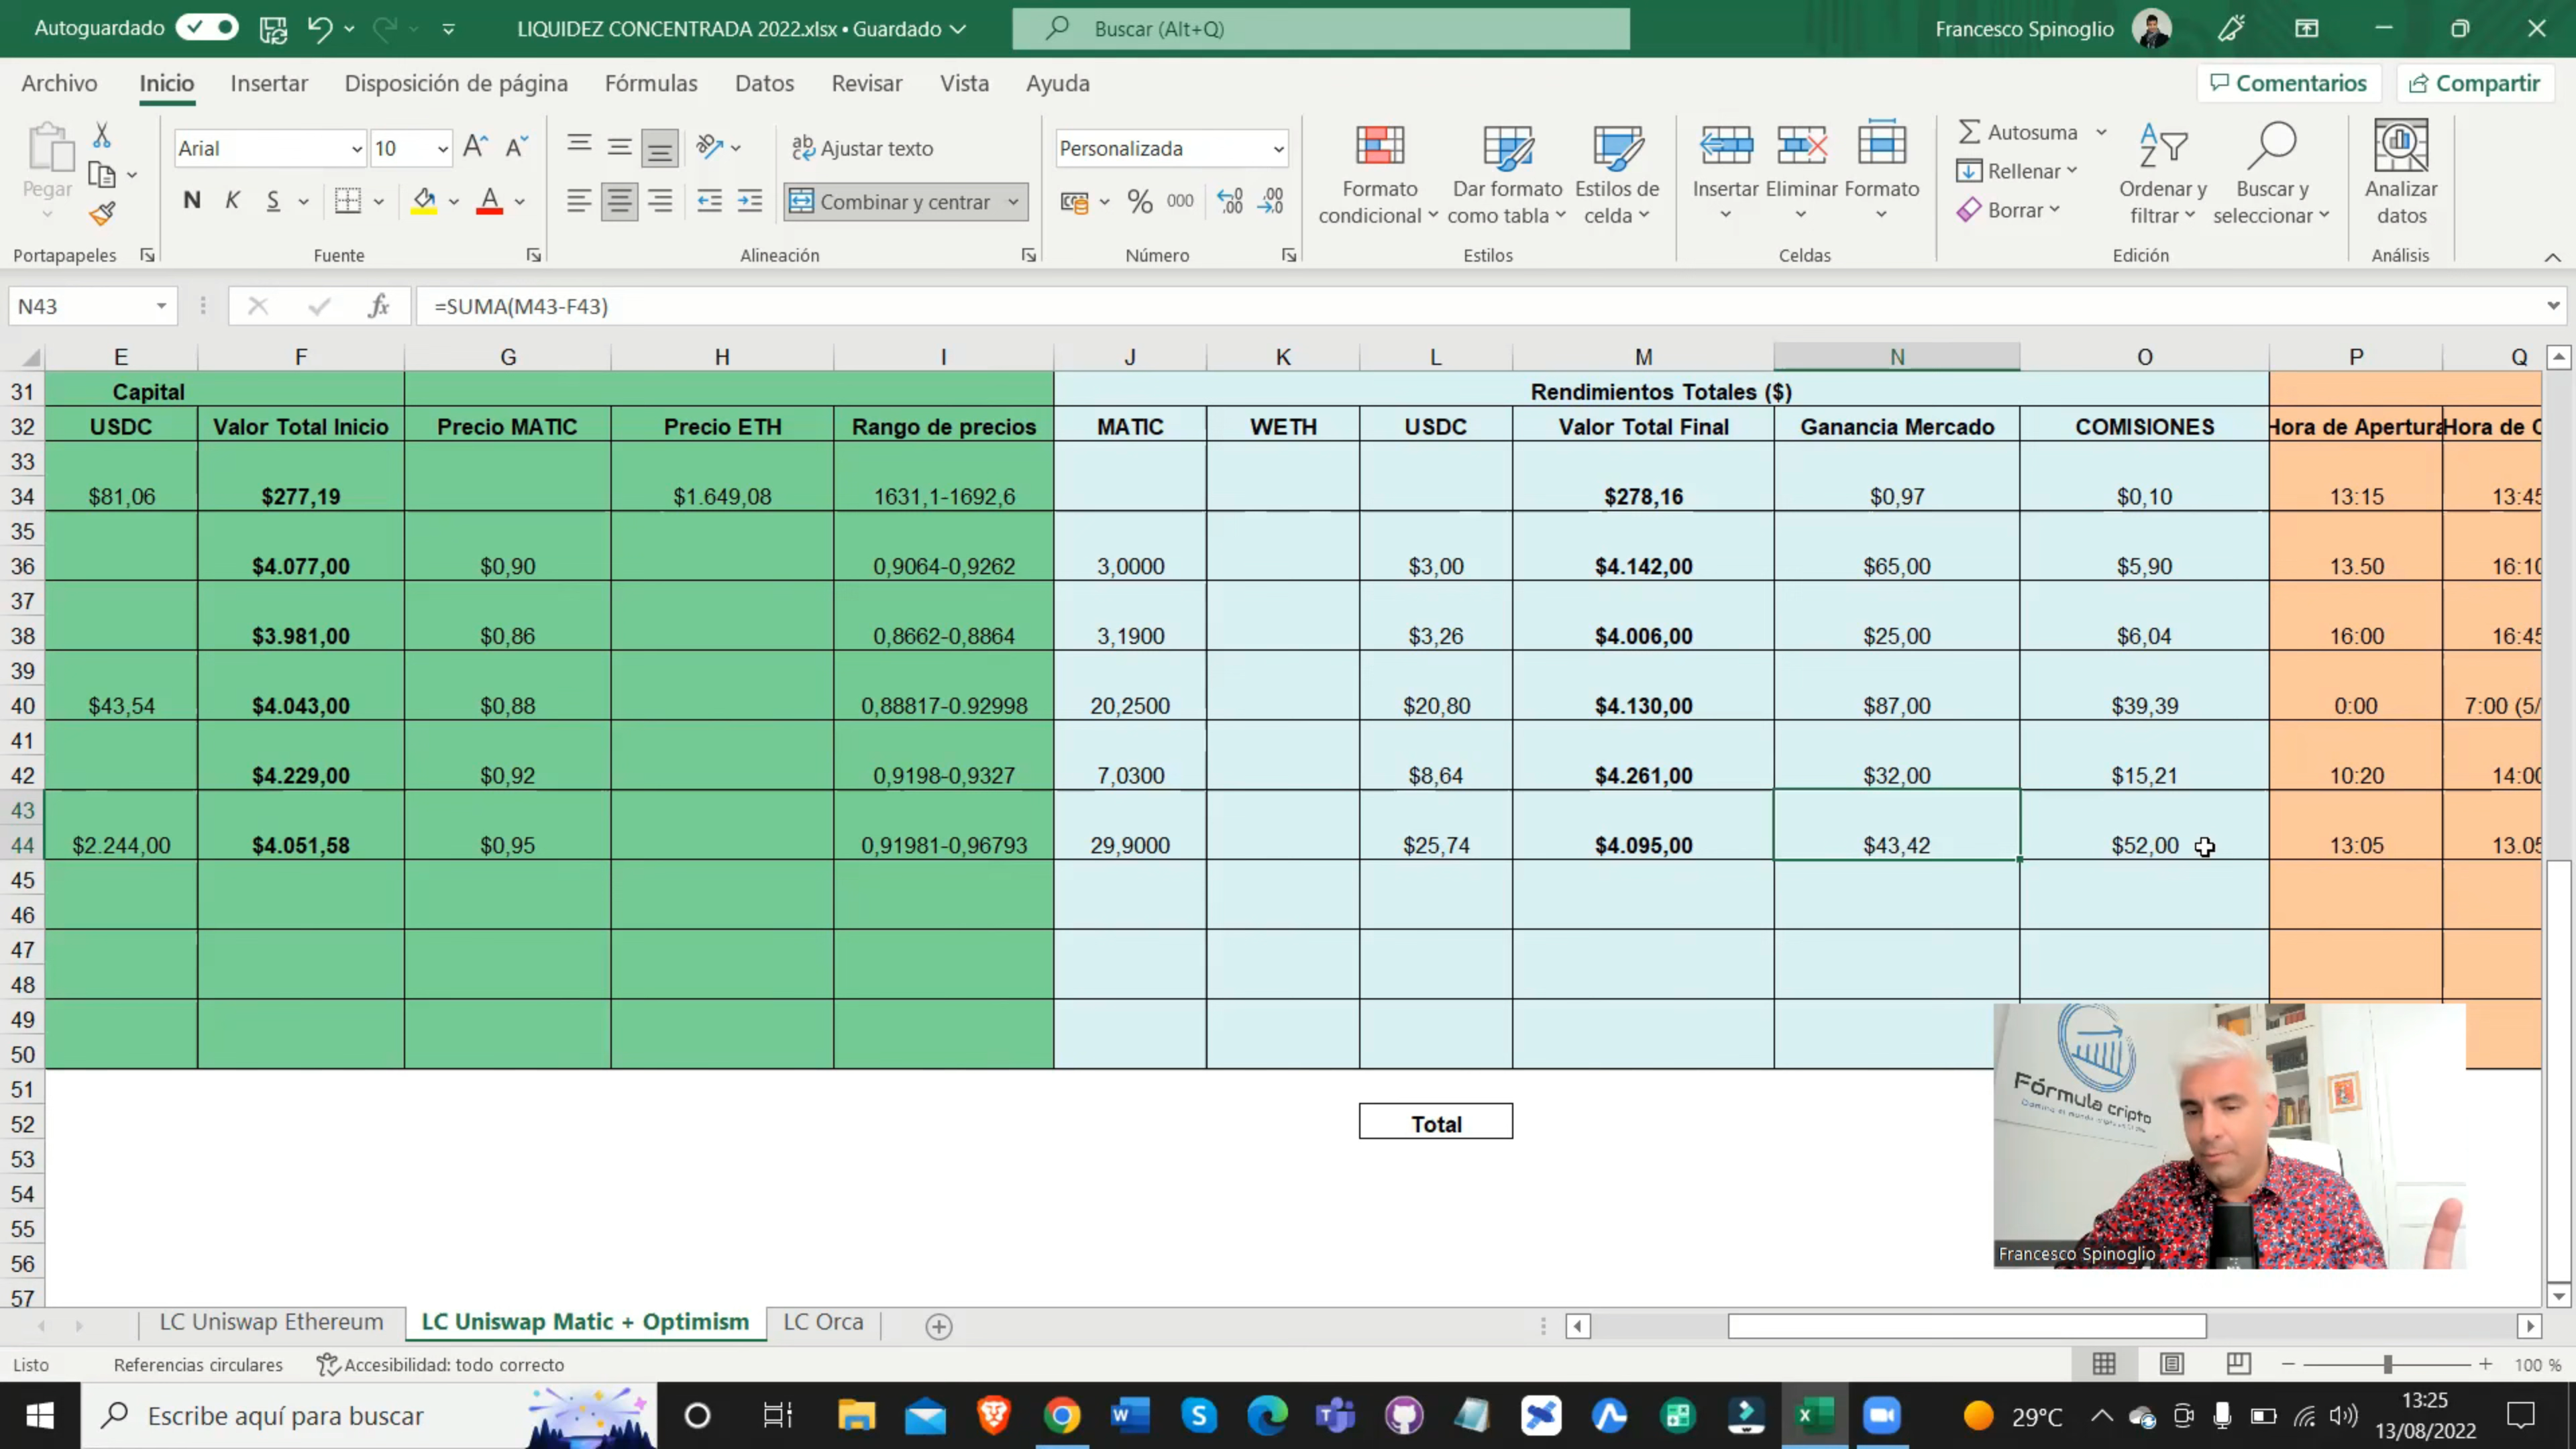 Autoguardado LIQUIDEZ CONCENTRADA 2022.xlsx • Guardado Buscar (Alt+Q) Francesco Spinoglio
Archivo Inicio Insertar Disposición de página Fórmulas Datos Revisar Vista Ayuda Comentarios Compartir
Pegar Arial 10 Ajustar texto Personalizada Formato condicional Dar formato como tabla Estilos de celda Insertar Eliminar Formato Autosuma Rellenar Borrar Ordenar y filtrar Buscar y seleccionar Analizar datos
N K S Combinar y centrar % 000
Portapapeles Fuente Alineación Número Estilos Celdas Edición Análisis
N43 fx =SUMA(M43-F43)
E F G H I J K L M N O P Q
31 Capital Rendimientos Totales ($)
32 USDC Valor Total Inicio Precio MATIC Precio ETH Rango de precios MATIC WETH USDC Valor Total Final Ganancia Mercado COMISIONES Hora de Apertura Hora de C
33
34 $81,06 $277,19 $1.649,08 1631,1-1692,6 $278,16 $0,97 $0,10 13:15 13:45
35
36 $4.077,00 $0,90 0,9064-0,9262 3,0000 $3,00 $4.142,00 $65,00 $5,90 13.50 16:10
37
38 $3.981,00 $0,86 0,8662-0,8864 3,1900 $3,26 $4.006,00 $25,00 $6,04 16:00 16:45
39
40 $43,54 $4.043,00 $0,88 0,88817-0.92998 20,2500 $20,80 $4.130,00 $87,00 $39,39 0:00 7:00 (5/
41
42 $4.229,00 $0,92 0,9198-0,9327 7,0300 $8,64 $4.261,00 $32,00 $15,21 10:20 14:00
43
44 $2.244,00 $4.051,58 $0,95 0,91981-0,96793 29,9000 $25,74 $4.095,00 $43,42 $52,00 13:05 13.05
45
46
47
48
49
50
51
52 Total
53
54
55
56
57
Fórmula cripto
Francesco Spinoglio
LC Uniswap Ethereum LC Uniswap Matic + Optimism LC Orca
Listo Referencias circulares Accesibilidad: todo correcto 100 %
Escribe aquí para buscar 29°C 13:25
13/08/2022